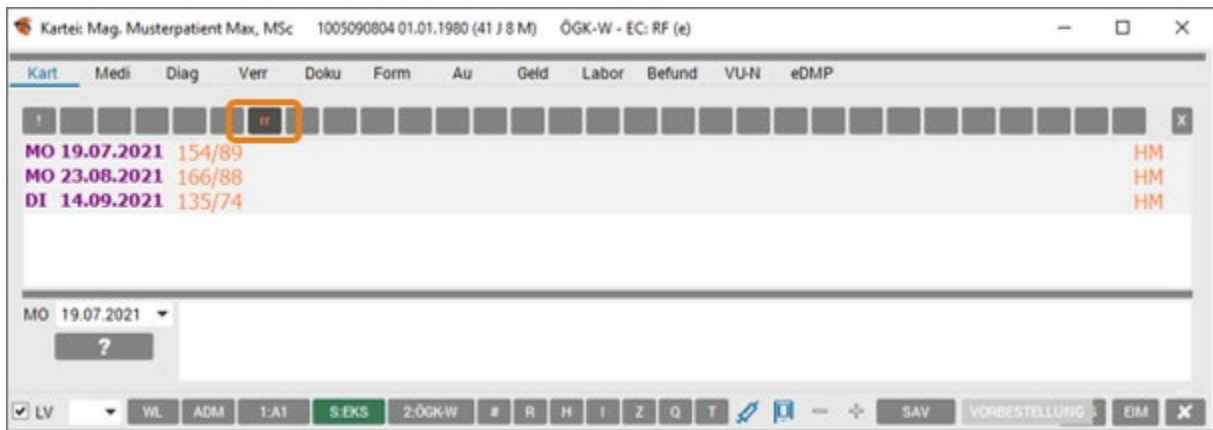 Kartei: Mag. Musterpatient Max, MSc 1005090804 01.01.1980 (41 J 8 M) ÖGK-W - EC: RF (e)
Kart Medi Diag Verr Doku Form Au Geld Labor Befund VU-N eDMP
! rr X
MO 19.07.2021 154/89 HM
MO 23.08.2021 166/88 HM
DI 14.09.2021 135/74 HM
MO 19.07.2021
?
LV WL ADM 1:A1 S:EKS 2:ÖGK-W # R H I Z Q T SAV VORBESTELLUNG EIM